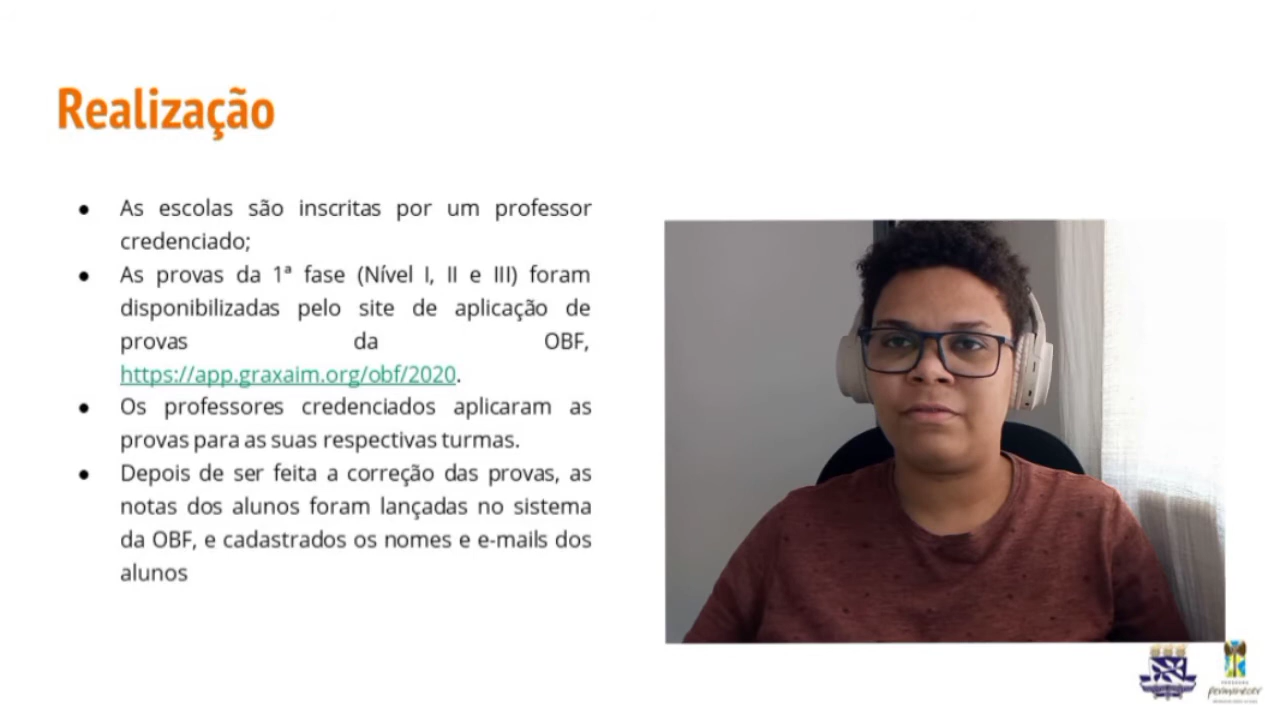 Realização
● As escolas são inscritas por um professor
credenciado;
● As provas da 1ª fase (Nível I, II e III) foram
disponibilizadas pelo site de aplicação de
provas da OBF,
https://app.graxaim.org/obf/2020.
● Os professores credenciados aplicaram as
provas para as suas respectivas turmas.
● Depois de ser feita a correção das provas, as
notas dos alunos foram lançadas no sistema
da OBF, e cadastrados os nomes e e-mails dos
alunos